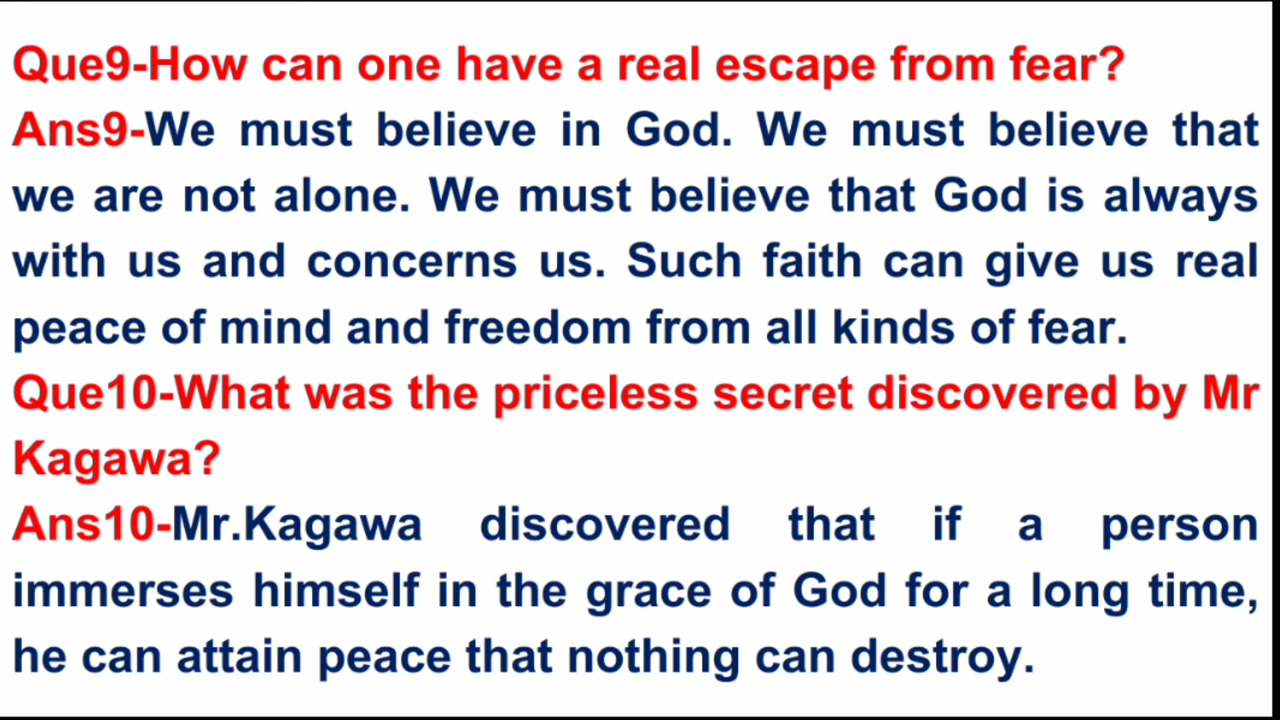 Que9-How can one have a real escape from fear?
Ans9-We must believe in God. We must believe that
we are not alone. We must believe that God is always
with us and concerns us. Such faith can give us real
peace of mind and freedom from all kinds of fear.
Que10-What was the priceless secret discovered by Mr
Kagawa?
Ans10-Mr.Kagawa discovered that if a person
immerses himself in the grace of God for a long time,
he can attain peace that nothing can destroy.